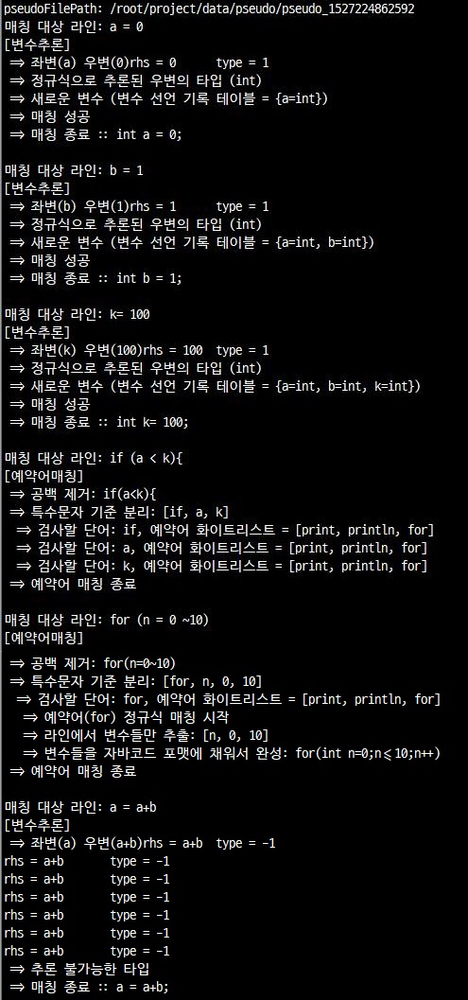 pseudoFilePath: /root/project/data/pseudo/pseudo_1527224862592
매칭 대상 라인: a = 0
[변수추론]
⇒ 좌변(a) 우변(0)rhs = 0 type = 1
⇒ 정규식으로 추론된 우변의 타입 (int)
⇒ 새로운 변수 (변수 선언 기록 테이블 = {a=int})
⇒ 매칭 성공
⇒ 매칭 종료 :: int a = 0;

매칭 대상 라인: b = 1
[변수추론]
⇒ 좌변(b) 우변(1)rhs = 1 type = 1
⇒ 정규식으로 추론된 우변의 타입 (int)
⇒ 새로운 변수 (변수 선언 기록 테이블 = {a=int, b=int})
⇒ 매칭 성공
⇒ 매칭 종료 :: int b = 1;

매칭 대상 라인: k= 100
[변수추론]
⇒ 좌변(k) 우변(100)rhs = 100 type = 1
⇒ 정규식으로 추론된 우변의 타입 (int)
⇒ 새로운 변수 (변수 선언 기록 테이블 = {a=int, b=int, k=int})
⇒ 매칭 성공
⇒ 매칭 종료 :: int k= 100;

매칭 대상 라인: if (a < k){
[예약어매칭]
⇒ 공백 제거: if(a<k){
⇒ 특수문자 기준 분리: [if, a, k]
⇒ 검사할 단어: if, 예약어 화이트리스트 = [print, println, for]
⇒ 검사할 단어: a, 예약어 화이트리스트 = [print, println, for]
⇒ 검사할 단어: k, 예약어 화이트리스트 = [print, println, for]
⇒ 예약어 매칭 종료

매칭 대상 라인: for (n = 0 ~10)
[예약어매칭]
⇒ 공백 제거: for(n=0~10)
⇒ 특수문자 기준 분리: [for, n, 0, 10]
⇒ 검사할 단어: for, 예약어 화이트리스트 = [print, println, for]
⇒ 예약어(for) 정규식 매칭 시작
⇒ 라인에서 변수들만 추출: [n, 0, 10]
⇒ 변수들을 자바코드 포맷에 채워서 완성: for(int n=0;n⩽10;n++)
⇒ 예약어 매칭 종료

매칭 대상 라인: a = a+b
[변수추론]
⇒ 좌변(a) 우변(a+b)rhs = a+b type = -1
rhs = a+b type = -1
rhs = a+b type = -1
rhs = a+b type = -1
rhs = a+b type = -1
rhs = a+b type = -1
rhs = a+b type = -1
⇒ 추론 불가능한 타입
⇒ 매칭 종료 :: a = a+b;